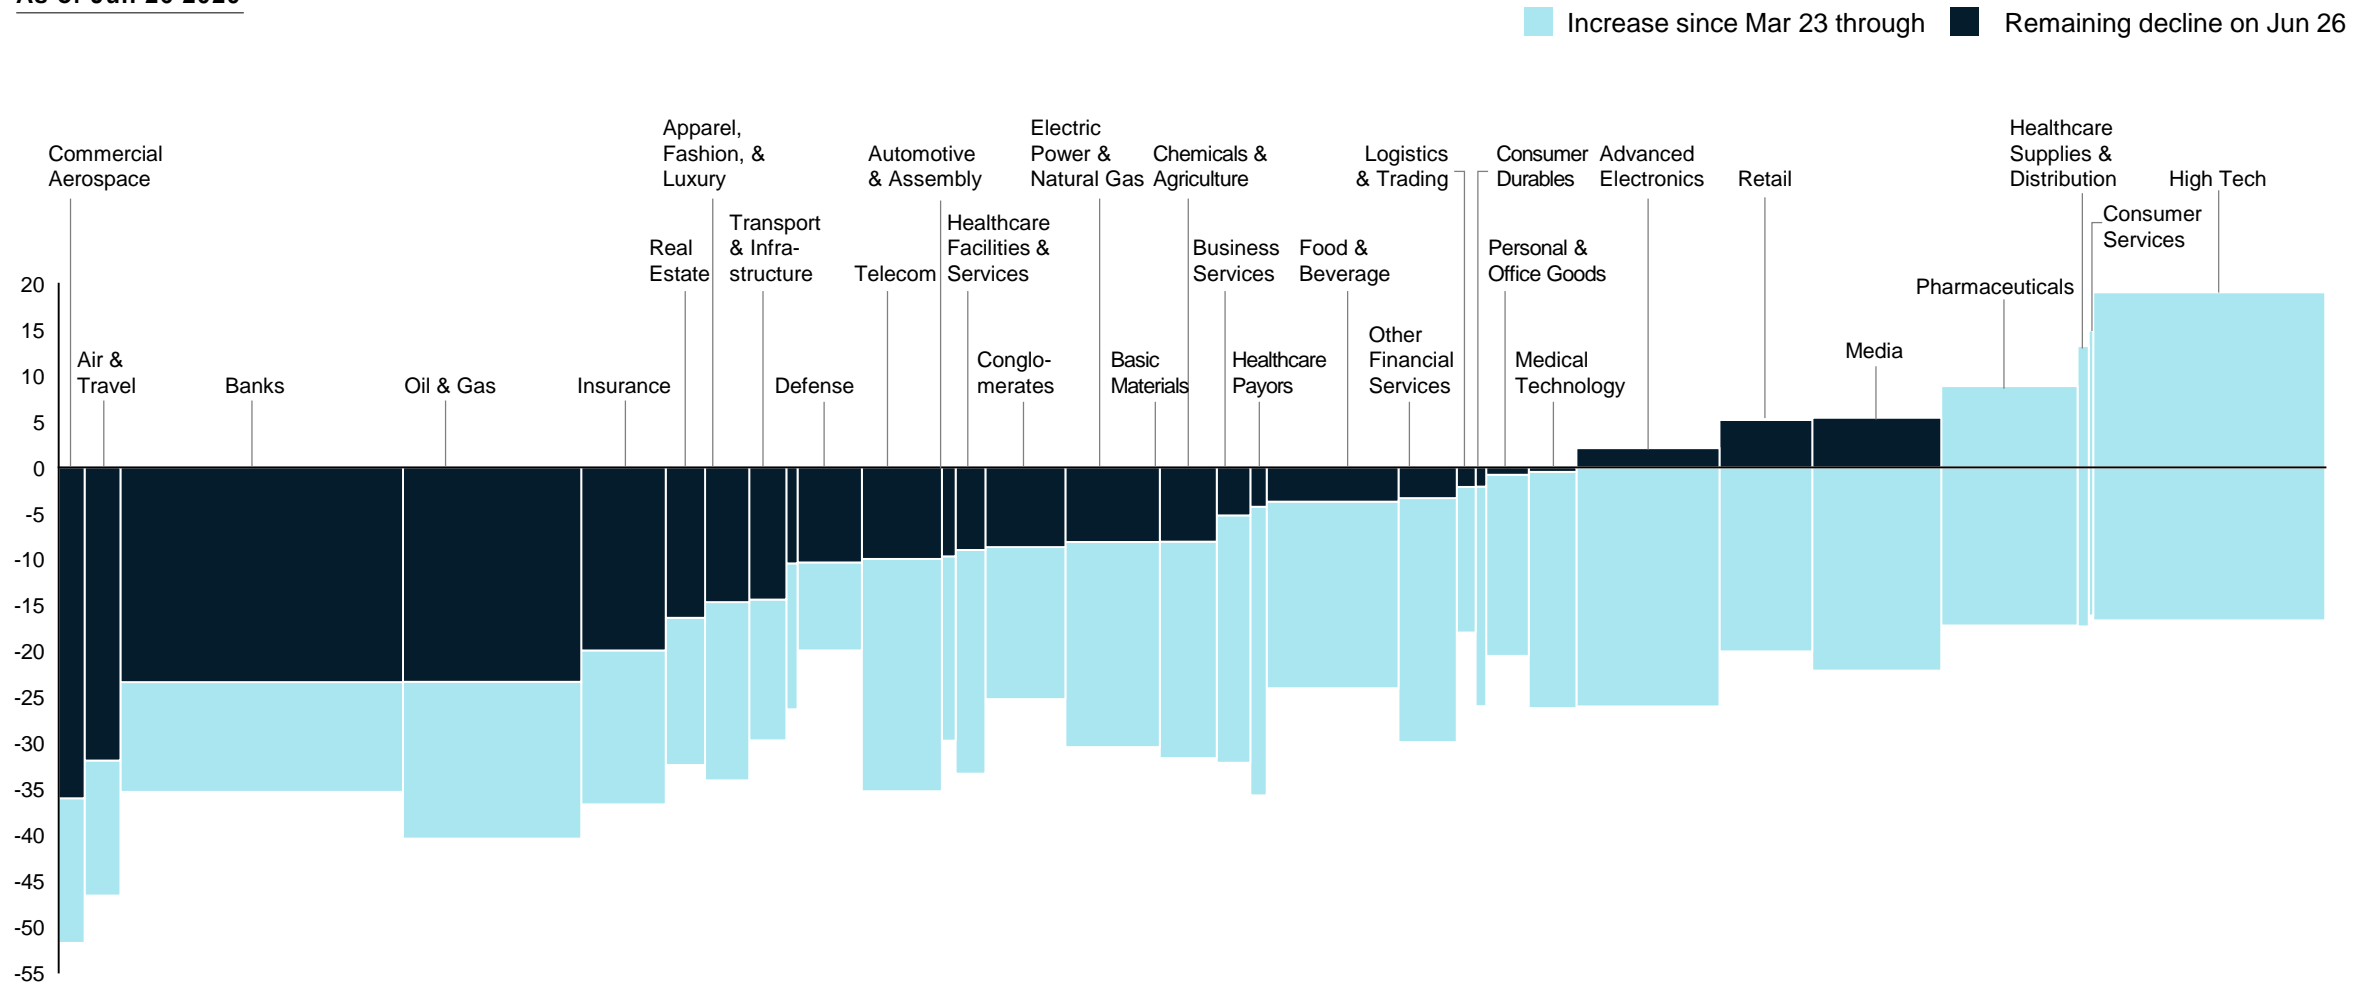 Increase since Mar 23 through
Remaining decline on Jun 26
Commercial
Aerospace
Air &
Travel
Banks
Oil & Gas
Insurance
Real
Estate
Apparel,
Fashion, &
Luxury
Transport
& Infra-
structure
Defense
Telecom
Automotive
& Assembly
Healthcare
Facilities &
Services
Conglo-
merates
Electric
Power &
Natural Gas
Basic
Materials
Chemicals &
Agriculture
Business
Services
Healthcare
Payors
Food &
Beverage
Other
Financial
Services
Logistics
& Trading
Consumer
Durables
Personal &
Office Goods
Medical
Technology
Advanced
Electronics
Retail
Media
Pharmaceuticals
Healthcare
Supplies &
Distribution
Consumer
Services
High Tech
20
15
10
5
0
-5
-10
-15
-20
-25
-30
-35
-40
-45
-50
-55